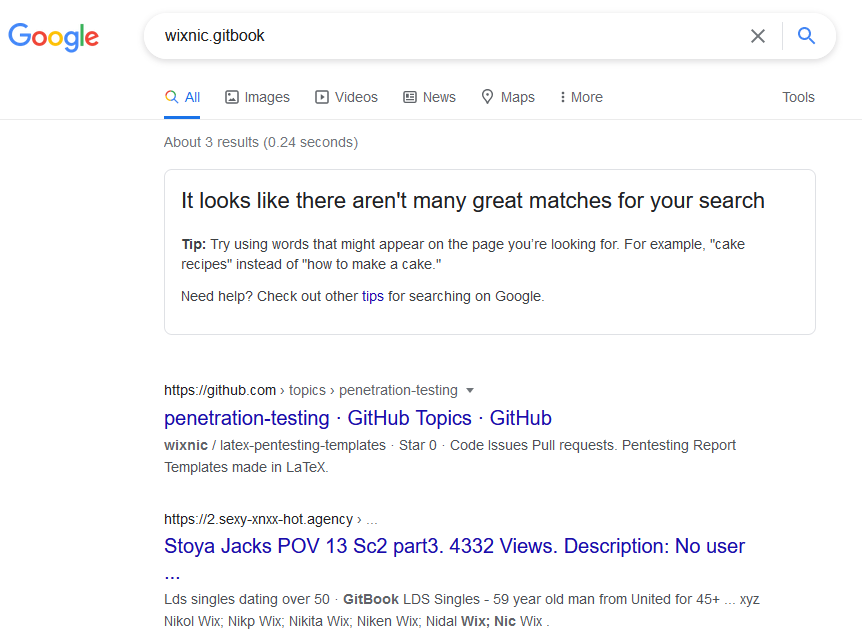 Google
wixnic.gitbook
All Images Videos News Maps More Tools
About 3 results (0.24 seconds)
It looks like there aren't many great matches for your search
Tip: Try using words that might appear on the page you're looking for. For example, "cake
recipes" instead of "how to make a cake."
Need help? Check out other tips for searching on Google.
https://github.com › topics › penetration-testing
penetration-testing · GitHub Topics · GitHub
wixnic / latex-pentesting-templates · Star 0 · Code Issues Pull requests. Pentesting Report
Templates made in LaTeX.
https://2.sexy-xnxx-hot.agency › ...
Stoya Jacks POV 13 Sc2 part3. 4332 Views. Description: No user
...
Lds singles dating over 50 · GitBook LDS Singles - 59 year old man from United for 45+ ... xyz
Nikol Wix; Nikp Wix; Nikita Wix; Niken Wix; Nidal Wix; Nic Wix .